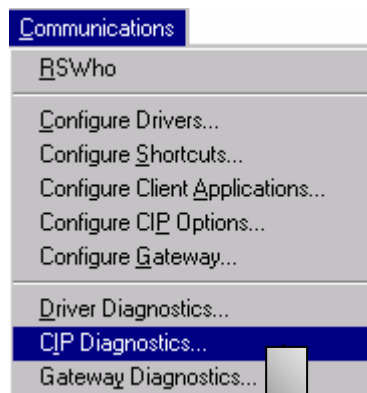 Communications
RSWho
Configure Drivers...
Configure Shortcuts...
Configure Client Applications...
Configure CIP Options...
Configure Gateway...
Driver Diagnostics...
CIP Diagnostics...
Gateway Diagnostics...